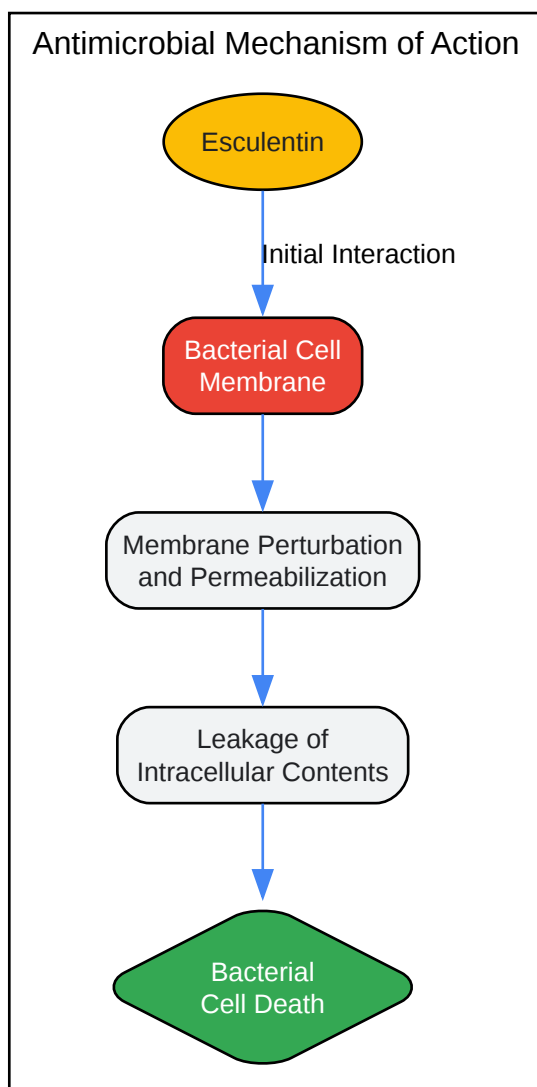 Antimicrobial Mechanism of Action
Esculentin
Initial Interaction
Bacterial Cell
Membrane
Membrane Perturbation
and Permeabilization
Leakage of
Intracellular Contents
Bacterial
Cell Death